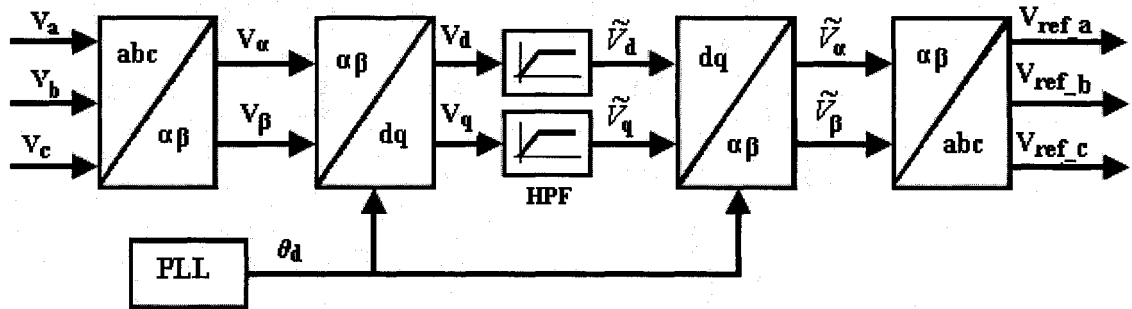 Va
Vb
Vc
abc
αβ
Vα
Vβ
αβ
dq
Vd
Vq
HPF
Ṽd
Ṽq
dq
αβ
Ṽα
Ṽβ
αβ
abc
Vref_a
Vref_b
Vref_c
PLL
θd